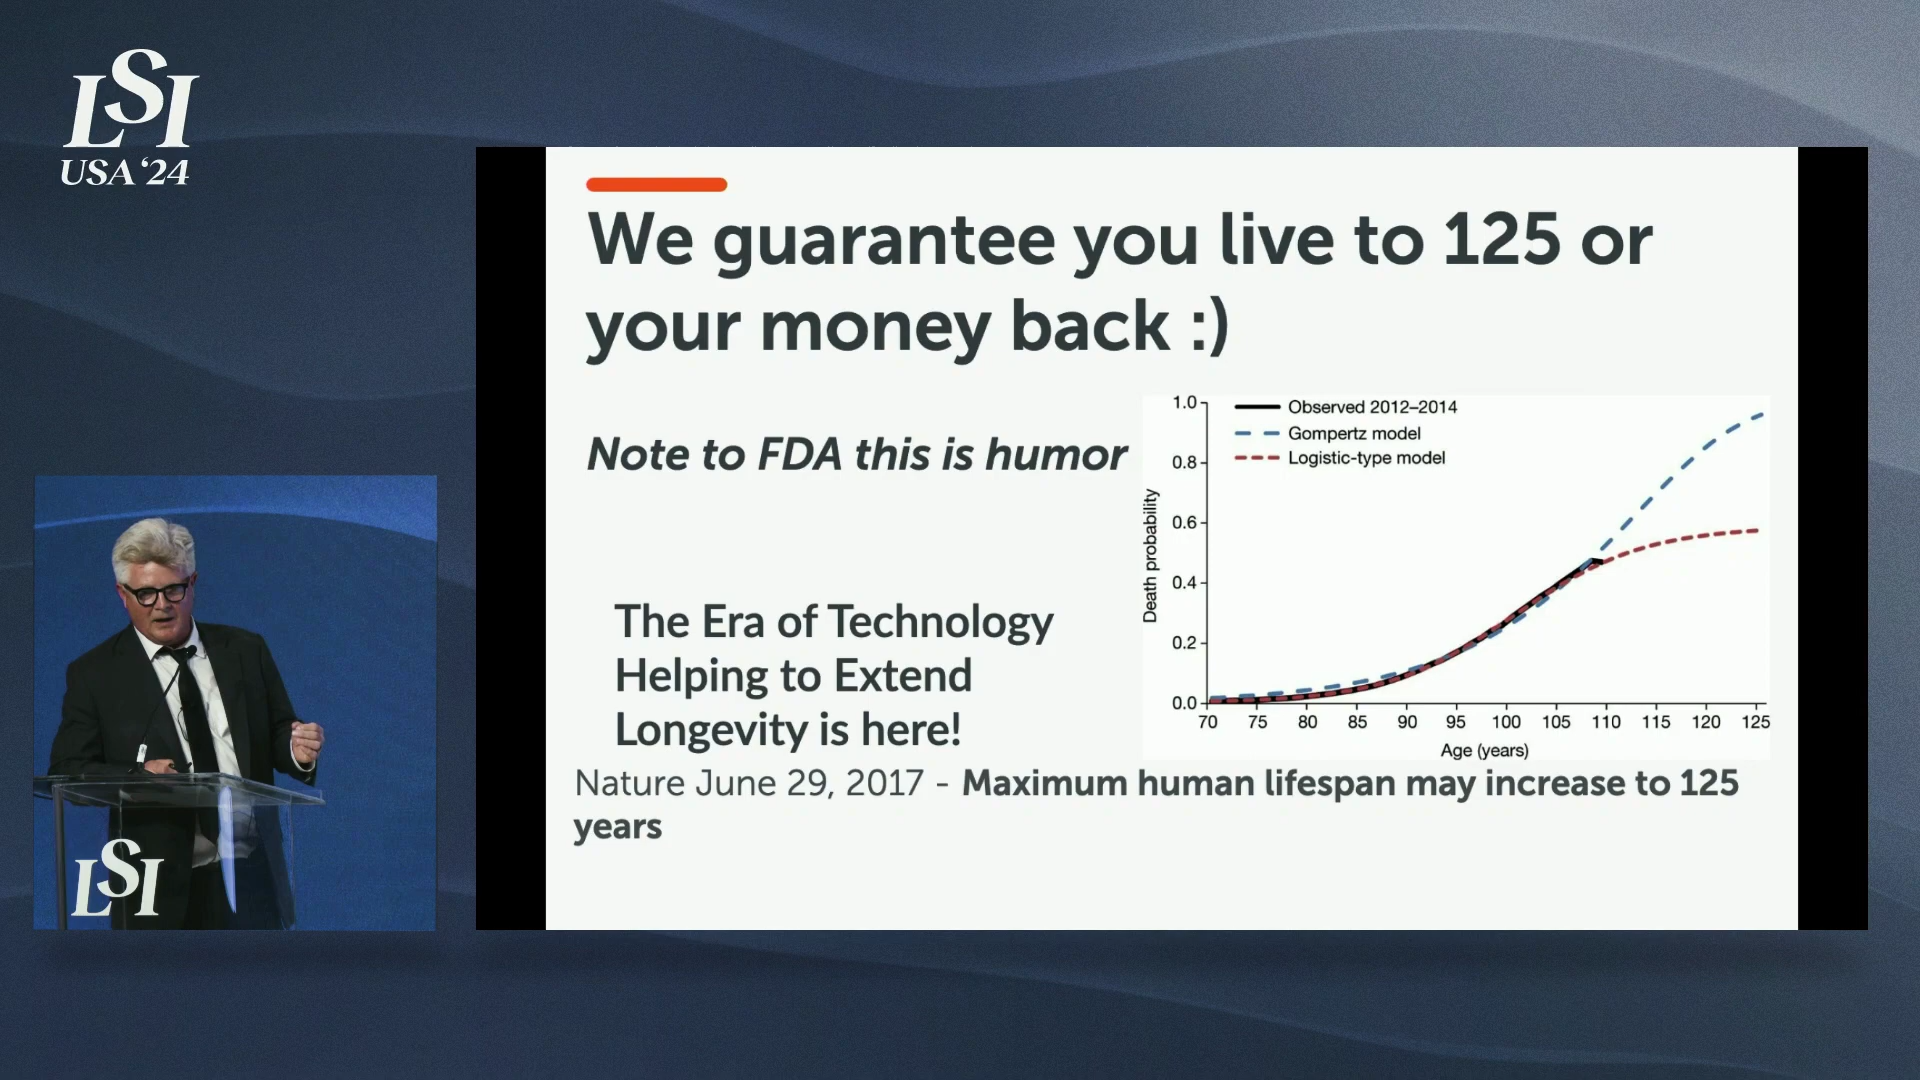 LSI
USA ‘24
We guarantee you live to 125 or
your money back :)
Note to FDA this is humor
The Era of Technology
Helping to Extend
Longevity is here!
Observed 2012–2014
Gompertz model
Logistic-type model
Death probability
1.0
0.8
0.6
0.4
0.2
0.0
70 75 80 85 90 95 100 105 110 115 120 125
Age (years)
Nature June 29, 2017 - Maximum human lifespan may increase to 125
years
LSI